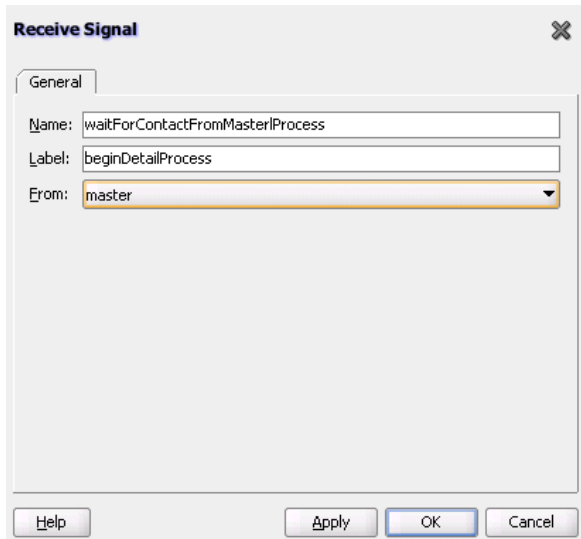 Receive Signal
General
Name: waitForContactFromMasterlProcess
Label: beginDetailProcess
From: master
Help Apply OK Cancel